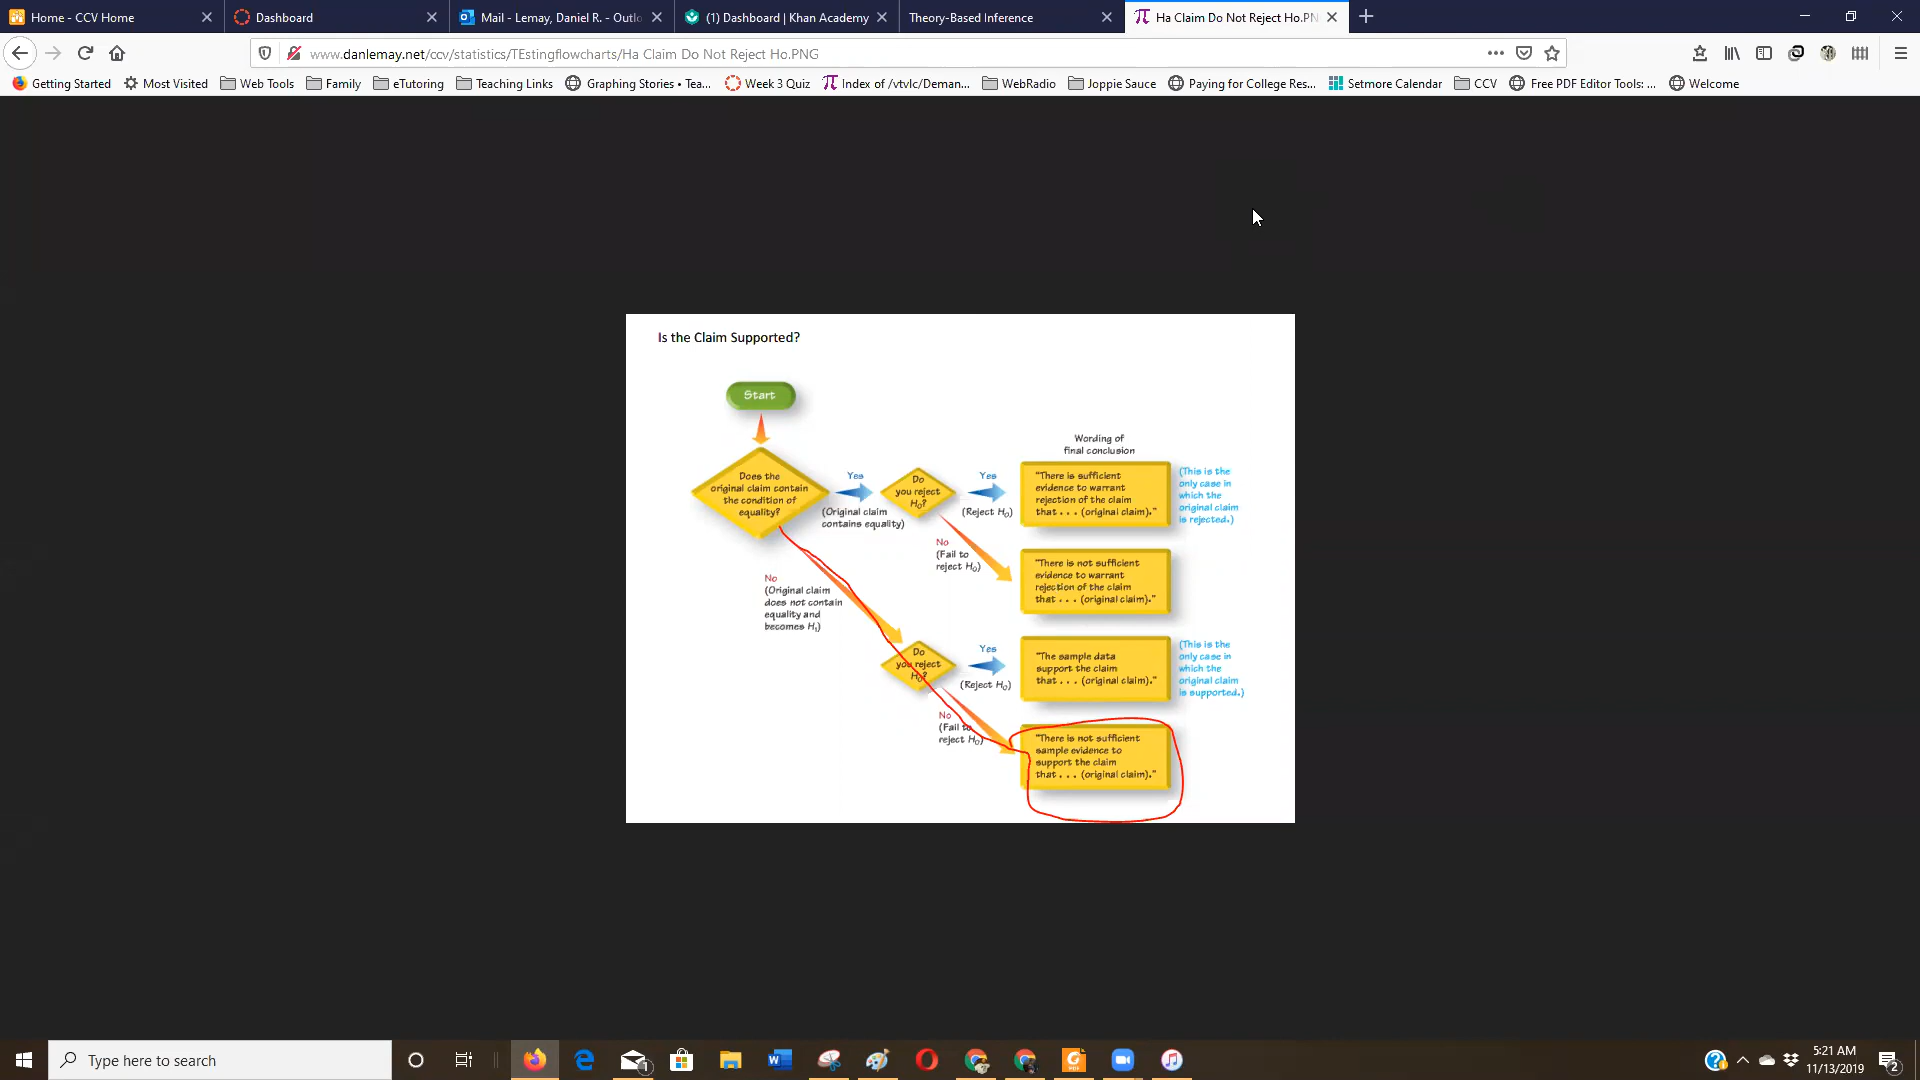 Home - CCV Home
Dashboard
Mail - Lemay, Daniel R. - Outlo
(1) Dashboard | Khan Academy
Theory-Based Inference
Ha Claim Do Not Reject Ho.PN
www.danlemay.net/ccv/statistics/TEstingflowcharts/Ha Claim Do Not Reject Ho.PNG
Getting Started
Most Visited
Web Tools
Family
eTutoring
Teaching Links
Graphing Stories • Tea...
Week 3 Quiz
Index of /vtvlc/Deman...
WebRadio
Joppie Sauce
Paying for College Res...
Setmore Calendar
CCV
Free PDF Editor Tools: ...
Welcome
Is the Claim Supported?
Start
Wording of
final conclusion
Does the
original claim contain
the condition of
equality?
Yes
(Original claim
contains equality)
Do
you reject
H₀?
Yes
(Reject H₀)
"There is sufficient
evidence to warrant
rejection of the claim
that . . . (original claim)."
(This is the
only case in
which the
original claim
is rejected.)
No
(Fail to
reject H₀)
"There is not sufficient
evidence to warrant
rejection of the claim
that . . . (original claim)."
No
(Original claim
does not contain
equality and
becomes H₁)
Do
you reject
H₀?
Yes
(Reject H₀)
"The sample data
support the claim
that . . . (original claim)."
(This is the
only case in
which the
original claim
is supported.)
No
(Fail to
reject H₀)
"There is not sufficient
sample evidence to
support the claim
that . . . (original claim)."
Type here to search
1
5:21 AM
11/13/2019
2